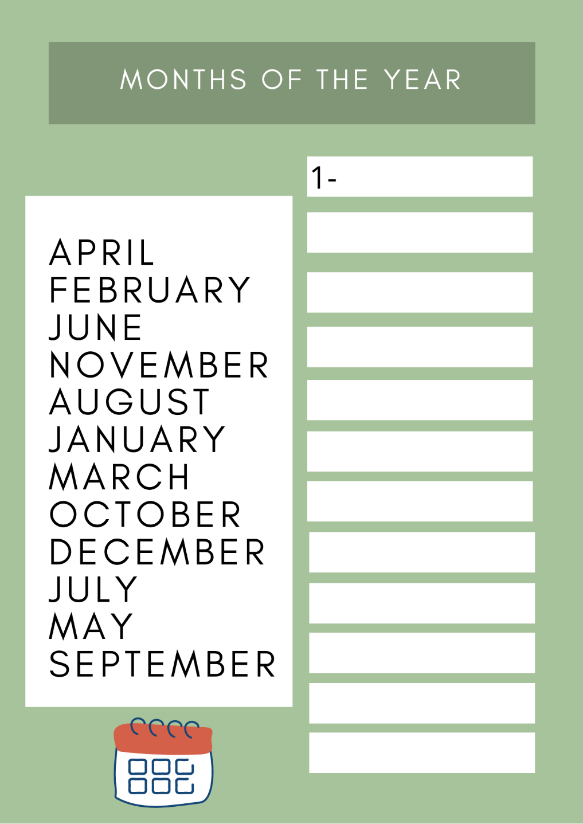 MONTHS OF THE YEAR
1-
APRIL
FEBRUARY
JUNE
NOVEMBER
AUGUST
JANUARY
MARCH
OCTOBER
DECEMBER
JULY
MAY
SEPTEMBER